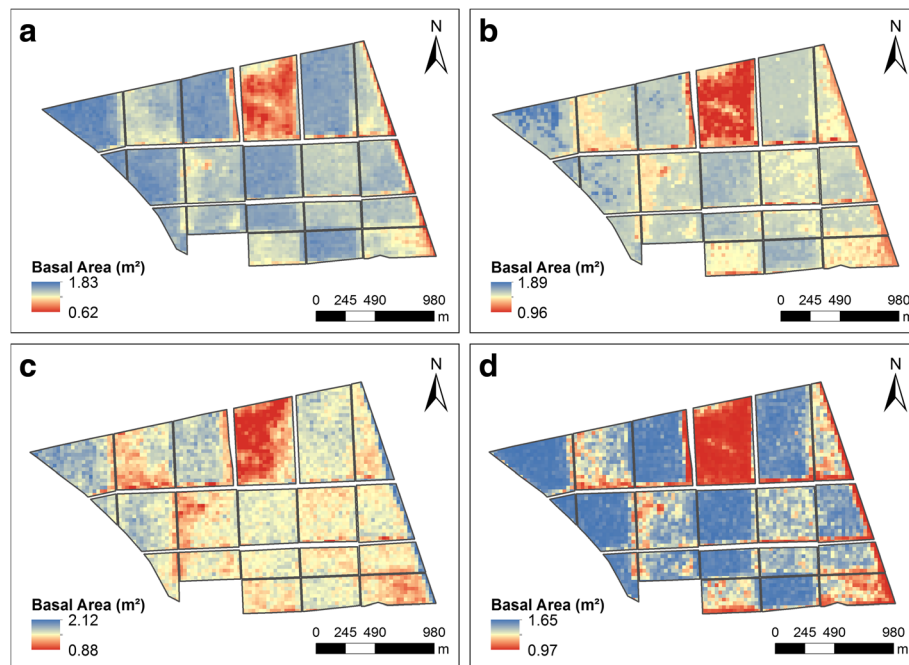 a
N
Basal Area (m²)
1.83
0.62
0 245 490 980
m
b
N
Basal Area (m²)
1.89
0.96
0 245 490 980
m
c
N
Basal Area (m²)
2.12
0.88
0 245 490 980
m
d
N
Basal Area (m²)
1.65
0.97
0 245 490 980
m